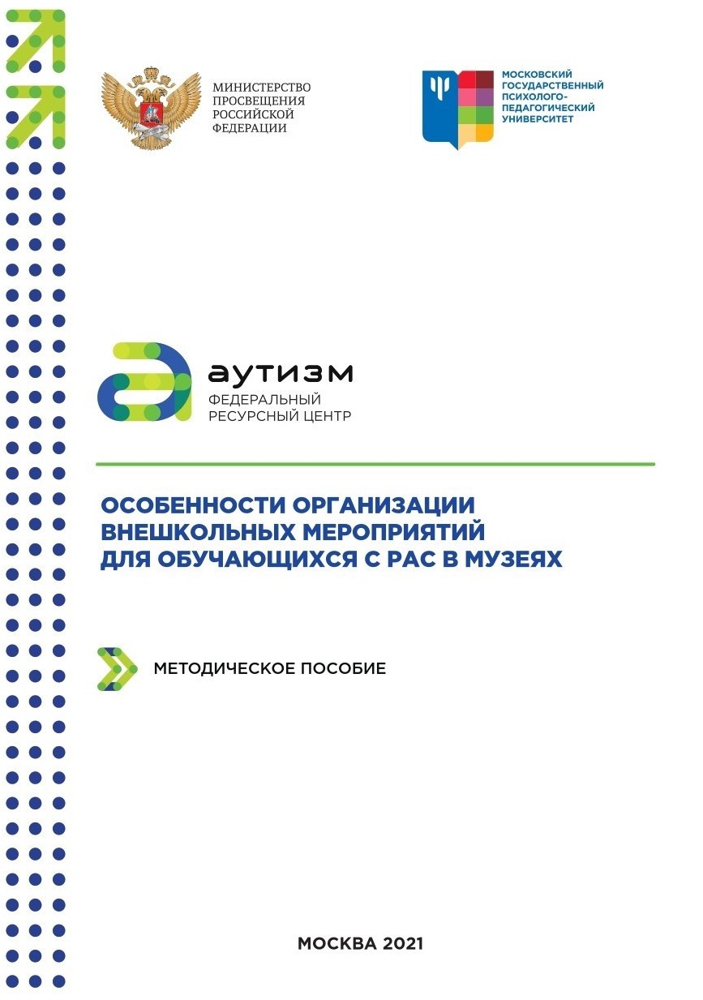 МИНИСТЕРСТВО
ПРОСВЕЩЕНИЯ
РОССИЙСКОЙ
ФЕДЕРАЦИИ
МОСКОВСКИЙ
ГОСУДАРСТВЕННЫЙ
ПСИХОЛОГО-
ПЕДАГОГИЧЕСКИЙ
УНИВЕРСИТЕТ
аутизм
ФЕДЕРАЛЬНЫЙ
РЕСУРСНЫЙ ЦЕНТР
ОСОБЕННОСТИ ОРГАНИЗАЦИИ
ВНЕШКОЛЬНЫХ МЕРОПРИЯТИЙ
ДЛЯ ОБУЧАЮЩИХСЯ С РАС В МУЗЕЯХ
МЕТОДИЧЕСКОЕ ПОСОБИЕ
МОСКВА 2021